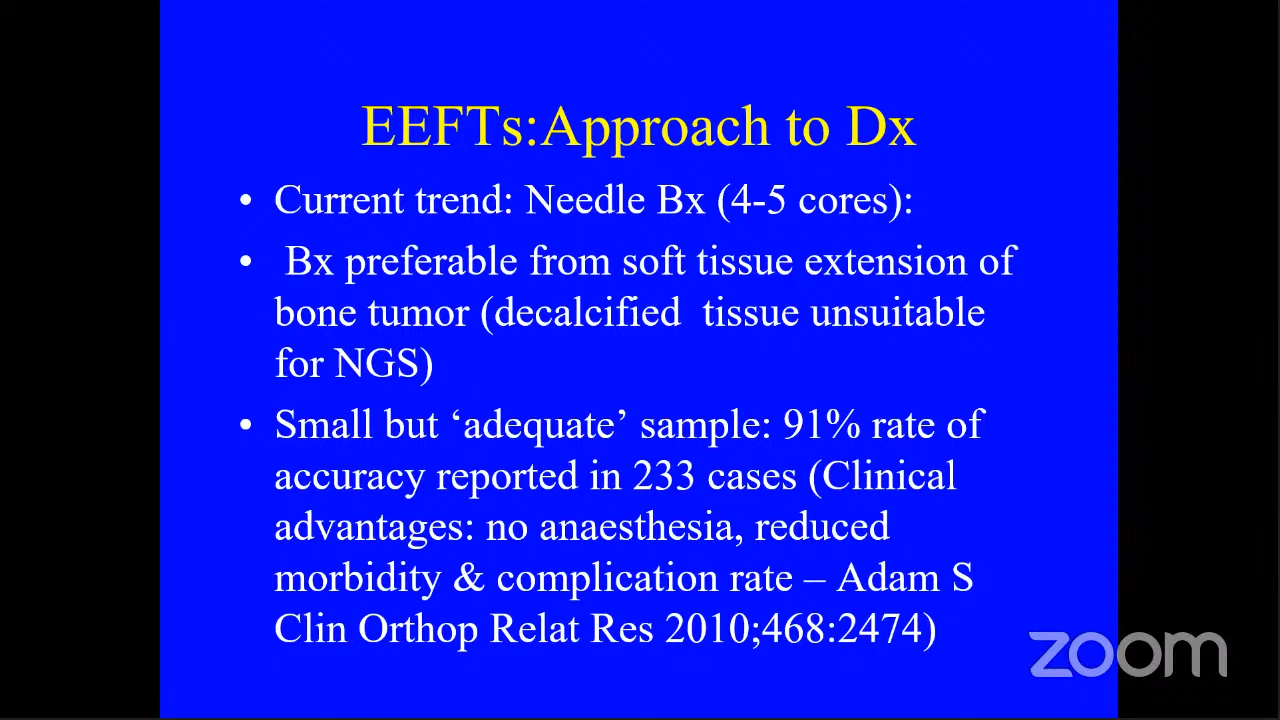 EEFTs:Approach to Dx
• Current trend: Needle Bx (4-5 cores):
• Bx preferable from soft tissue extension of
bone tumor (decalcified tissue unsuitable
for NGS)
• Small but ‘adequate’ sample: 91% rate of
accuracy reported in 233 cases (Clinical
advantages: no anaesthesia, reduced
morbidity & complication rate – Adam S
Clin Orthop Relat Res 2010;468:2474)
zoom